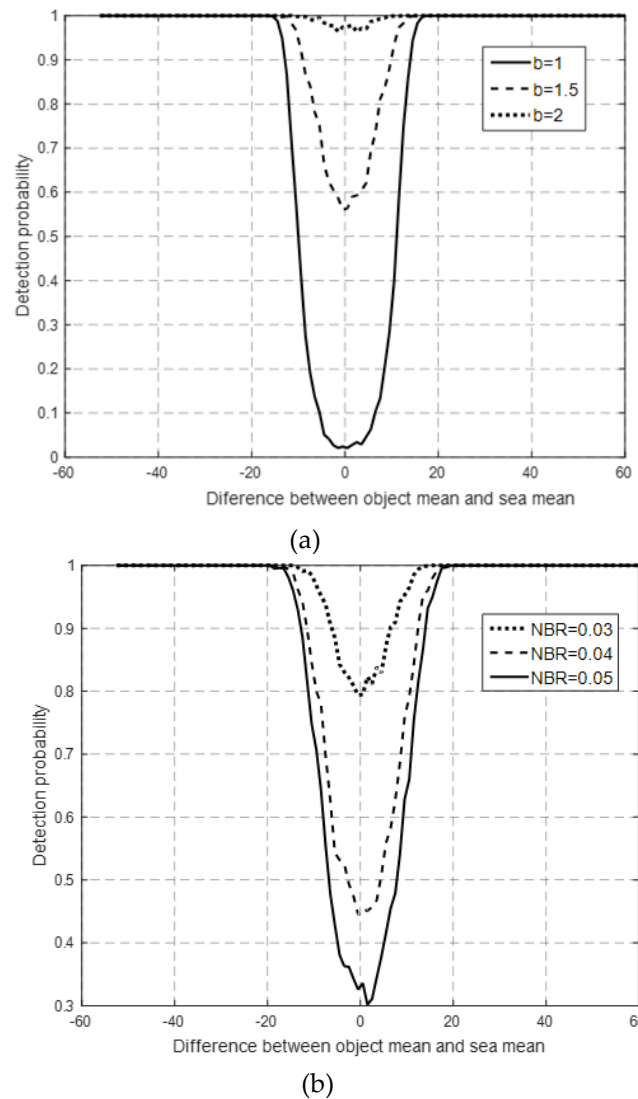 1
0.9
0.8
0.7
0.6
0.5
0.4
0.3
0.2
0.1
0
Detection probability
b=1
b=1.5
b=2
-60 -40 -20 0 20 40 60
Diference between object mean and sea mean
(a)
1
0.9
0.8
0.7
0.6
0.5
0.4
0.3
Detection probability
NBR=0.03
NBR=0.04
NBR=0.05
-60 -40 -20 0 20 40 60
Difference between object mean and sea mean
(b)